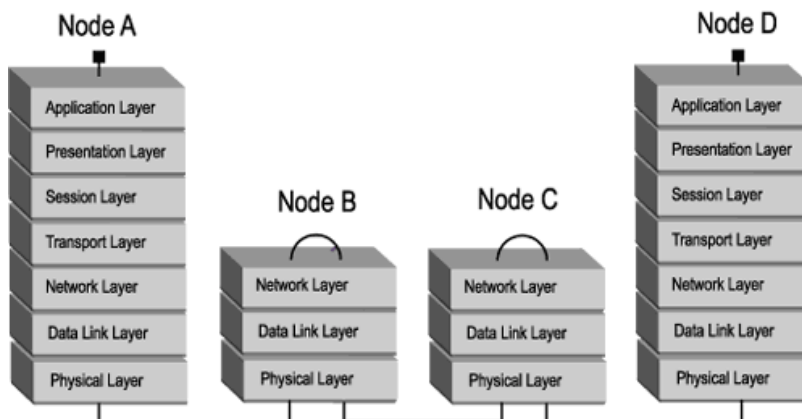 Node A
Node D
Application Layer
Presentation Layer
Session Layer
Transport Layer
Network Layer
Data Link Layer
Physical Layer
Node B
Network Layer
Data Link Layer
Physical Layer
Node C
Network Layer
Data Link Layer
Physical Layer
Application Layer
Presentation Layer
Session Layer
Transport Layer
Network Layer
Data Link Layer
Physical Layer